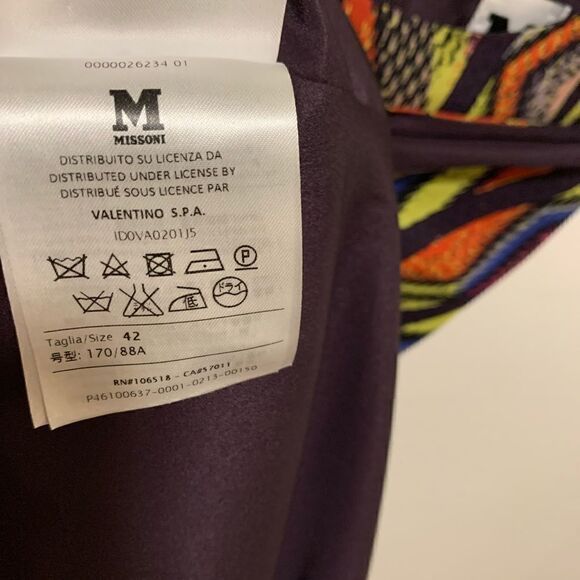 0000026234 01
M
MISSONI
DISTRIBUITO SU LICENZA DA
DISTRIBUTED UNDER LICENSE BY
DISTRIBUÉ SOUS LICENCE PAR
VALENTINO S.P.A.
ID0VA0201J5
P
低 ドライ
Taglia/Size 42
号型: 170/88A
RN#106518 - CA#57011
P46100637-0001-0213-00150
M